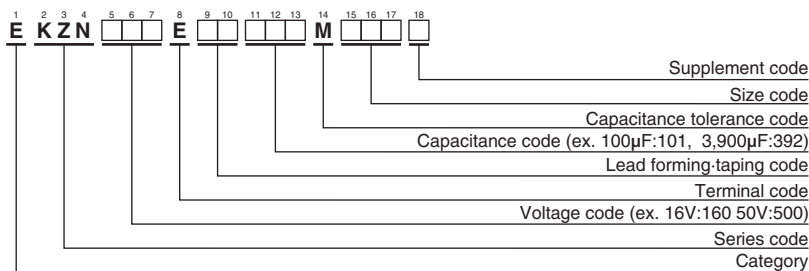 1 2 3 4 5 6 7 8 9 10 11 12 13 14 15 16 17 18
E K Z N E M
Supplement code
Size code
Capacitance tolerance code
Capacitance code (ex. 100µF:101, 3,900µF:392)
Lead forming·taping code
Terminal code
Voltage code (ex. 16V:160 50V:500)
Series code
Category